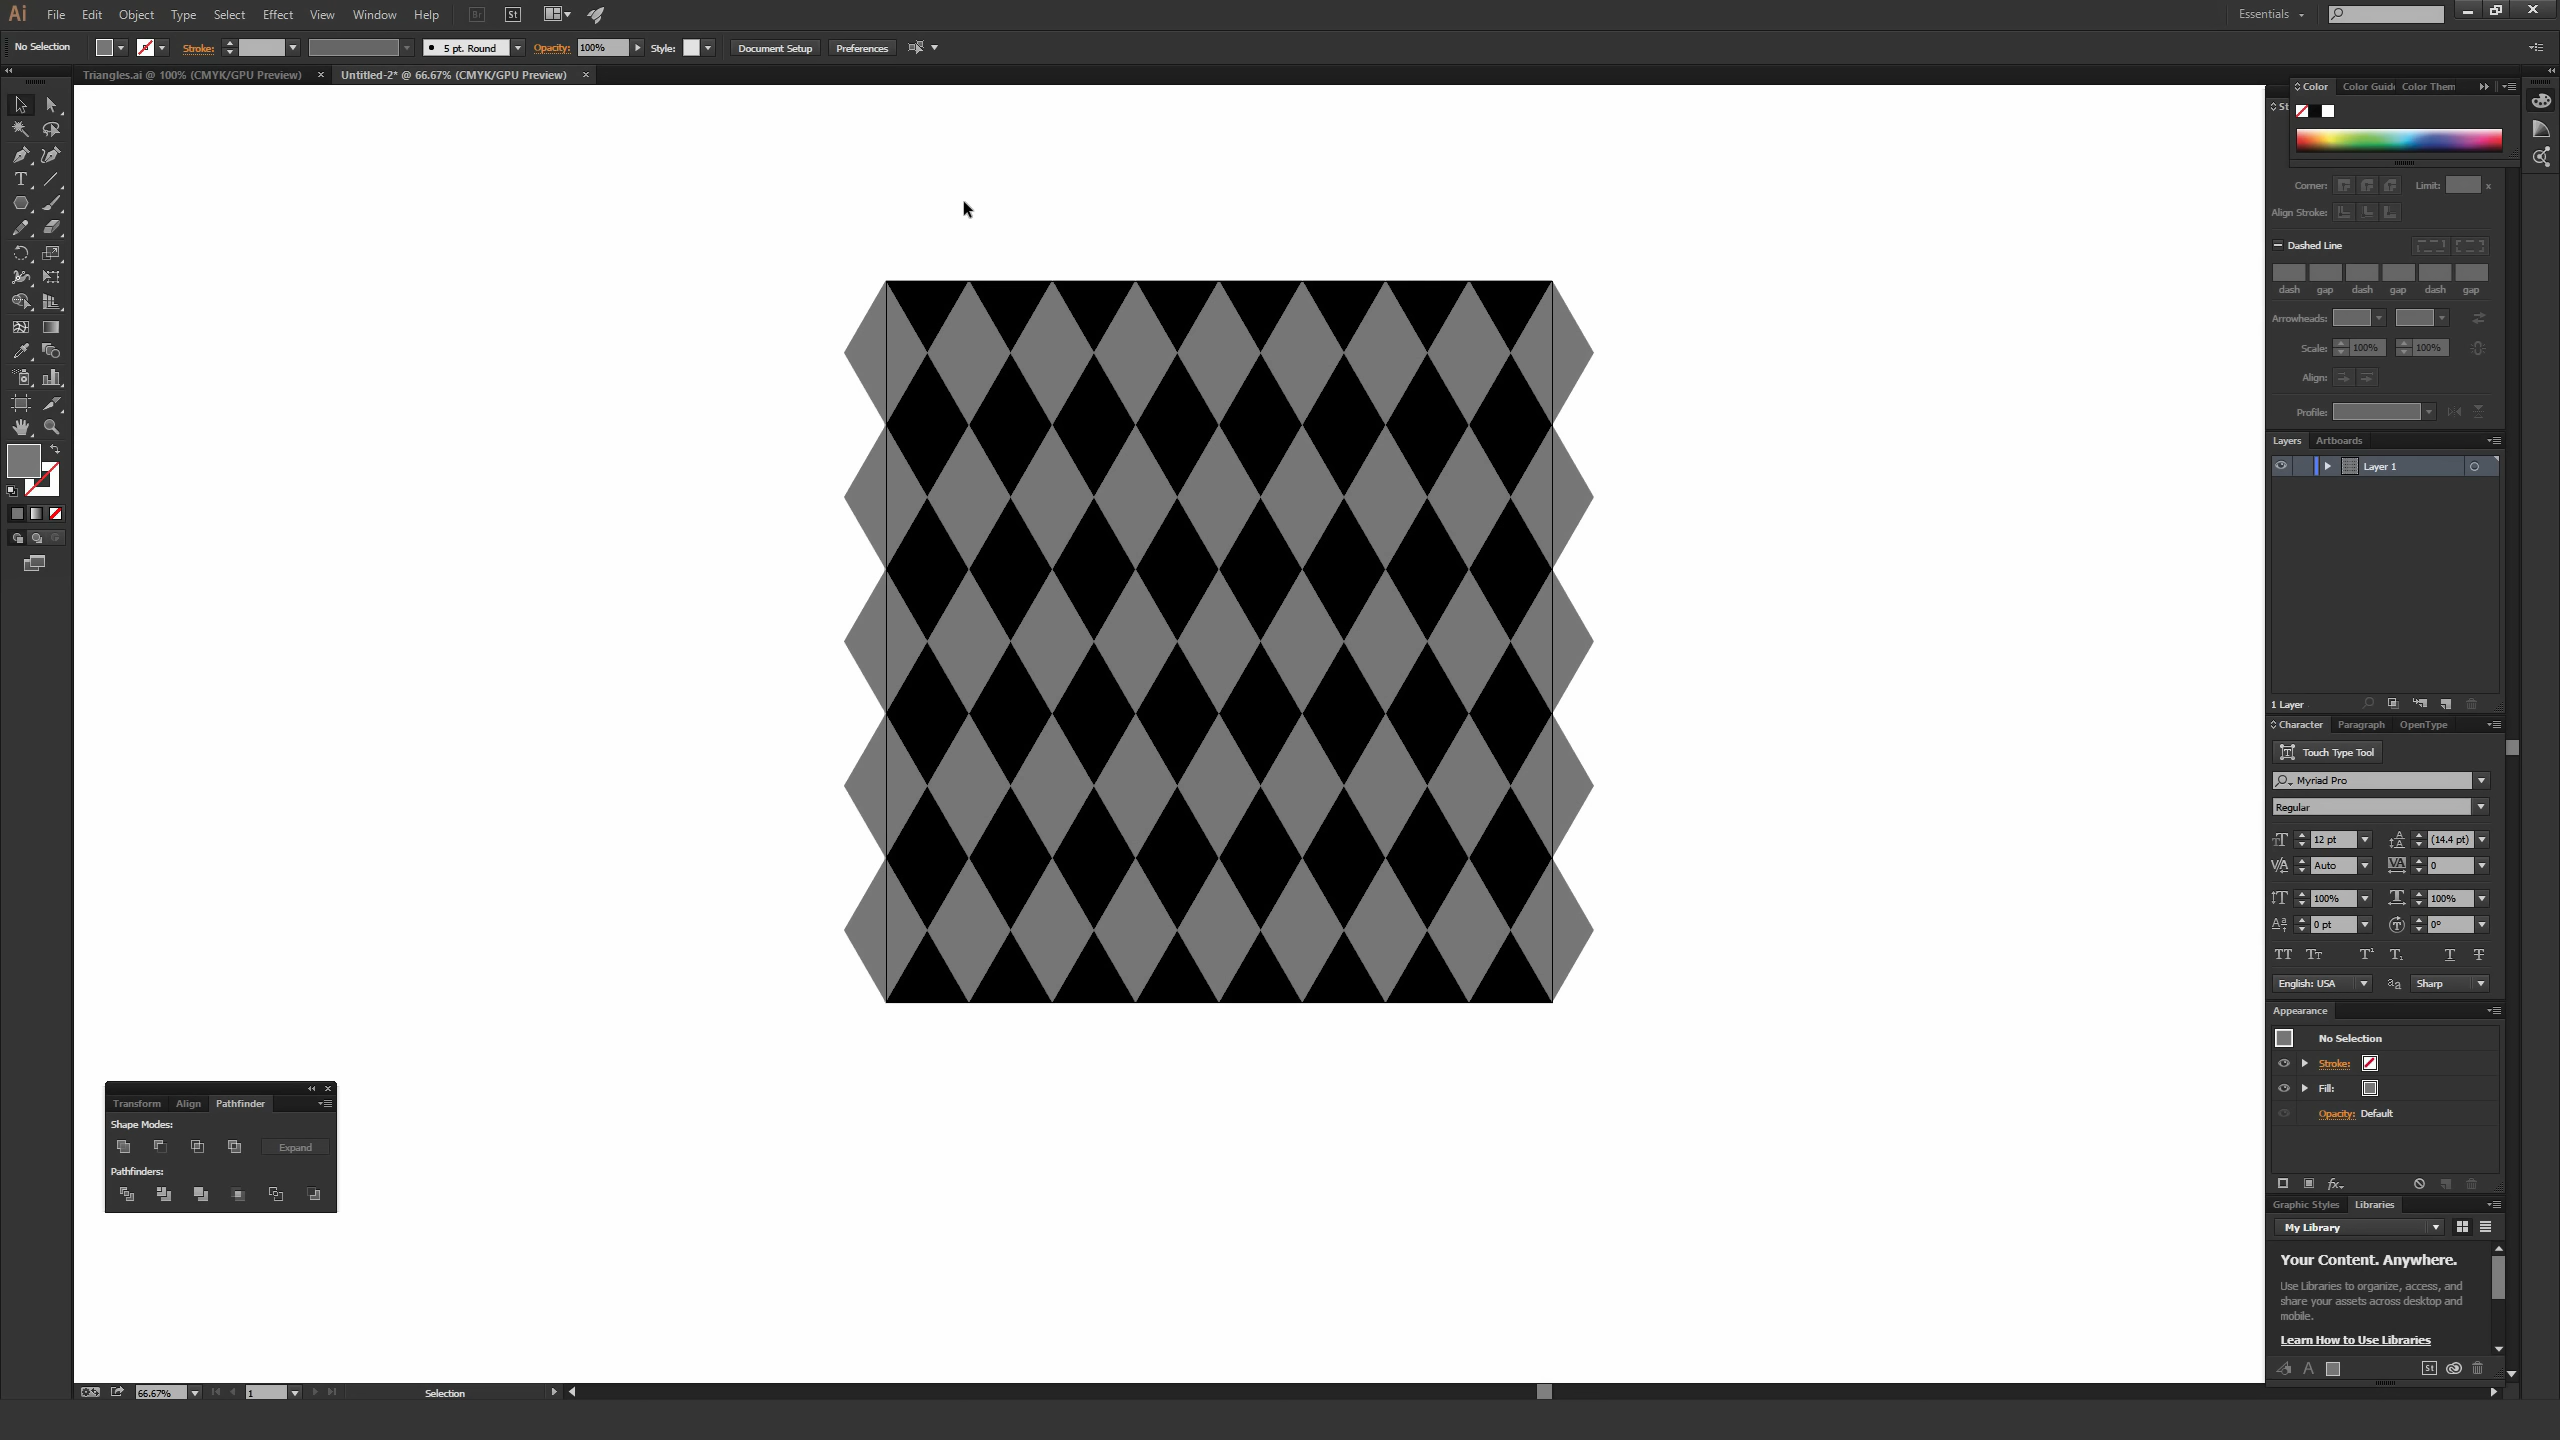 Ai File Edit Object Type Select Effect View Window Help Br St Essentials
No Selection Stroke: 5 pt. Round Opacity: 100% Style: Document Setup Preferences
Triangles.ai @ 100% (CMYK/GPU Preview) × Untitled-2* @ 66.67% (CMYK/GPU Preview) ×
Color Color Guid Color Them
St
Corner: Limit: x
Align Stroke:
Dashed Line
dash gap dash gap dash gap
Arrowheads:
Scale: 100% 100%
Align:
Profile:
Layers Artboards
Layer 1
1 Layer
Character Paragraph OpenType
Touch Type Tool
Myriad Pro
Regular
12 pt (14.4 pt)
Auto 0
100% 100%
0 pt 0°
English: USA Sharp
Appearance
No Selection
Stroke:
Fill:
Opacity: Default
Graphic Styles Libraries
My Library
Your Content. Anywhere.
Use Libraries to organize, access, and
share your assets across desktop and
mobile.
Learn How to Use Libraries
St
Transform Align Pathfinder
Shape Modes:
Expand
Pathfinders:
66.67% 1 Selection